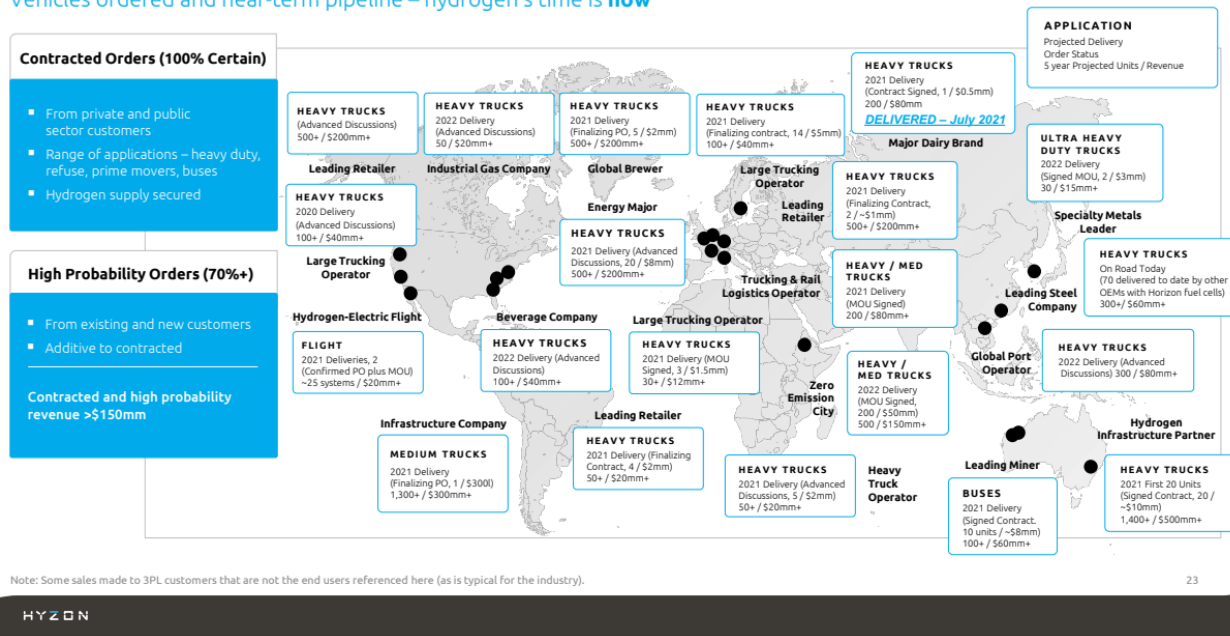 Vehicles ordered and near-term pipeline – hydrogen's time is now
APPLICATION
Projected Delivery
Order Status
5 year Projected Units / Revenue
Contracted Orders (100% Certain)
▪ From private and public
sector customers
▪ Range of applications – heavy duty,
refuse, prime movers, buses
▪ Hydrogen supply secured
High Probability Orders (70%+)
▪ From existing and new customers
▪ Additive to contracted
Contracted and high probability
revenue >$150mm
HEAVY TRUCKS
(Advanced Discussions)
500+ / $200mm+
Leading Retailer
HEAVY TRUCKS
2022 Delivery
(Advanced Discussions)
50 / $20mm+
Industrial Gas Company
HEAVY TRUCKS
2021 Delivery
(Finalizing PO, 5 / $2mm)
500+ / $200mm+
Global Brewer
HEAVY TRUCKS
2021 Delivery
(Finalizing contract, 14 / $5mm)
100+ / $40mm+
Large Trucking
Operator
HEAVY TRUCKS
2021 Delivery
(Contract Signed, 1 / $0.5mm)
200 / $80mm
DELIVERED – July 2021
Major Dairy Brand
ULTRA HEAVY
DUTY TRUCKS
2022 Delivery
(Signed MOU, 2 / $3mm)
30 / $15mm+
Specialty Metals
Leader
HEAVY TRUCKS
2020 Delivery
(Advanced Discussions)
100+ / $40mm+
Large Trucking
Operator
Energy Major
HEAVY TRUCKS
2021 Delivery (Advanced
Discussions, 20 / $8mm)
500+ / $200mm+
Leading
Retailer
HEAVY TRUCKS
2021 Delivery
(Finalizing Contract,
2 / ~$1mm)
500+ / $200mm+
Trucking & Rail
Logistics Operator
HEAVY / MED
TRUCKS
2021 Delivery
(MOU Signed)
200 / $80mm+
Leading Steel
Company
HEAVY TRUCKS
On Road Today
(70 delivered to date by other
OEMs with Horizon fuel cells)
300+/ $60mm+
Hydrogen-Electric Flight
FLIGHT
2021 Deliveries, 2
(Confirmed PO plus MOU)
~25 systems / $20mm+
Beverage Company
HEAVY TRUCKS
2022 Delivery (Advanced
Discussions)
100+ / $40mm+
Large Trucking Operator
HEAVY TRUCKS
2021 Delivery (MOU
Signed, 3 / $1.5mm)
30+ / $12mm+
Zero
Emission
City
HEAVY /
MED TRUCKS
2022 Delivery
(MOU Signed,
200 / $50mm)
500 / $150mm+
Global Port
Operator
HEAVY TRUCKS
2022 Delivery (Advanced
Discussions) 300 / $80mm+
Infrastructure Company
MEDIUM TRUCKS
2021 Delivery
(Finalizing PO, 1 / $300l)
1,300+ / $300mm+
Leading Retailer
HEAVY TRUCKS
2021 Delivery (Finalizing
Contract, 4 / $2mm)
50+ / $20mm+
HEAVY TRUCKS
2021 Delivery (Advanced
Discussions, 5 / $2mm)
50+ / $20mm+
Heavy
Truck
Operator
Leading Miner
BUSES
2021 Delivery
(Signed Contract.
10 units / ~$8mm)
100+ / $60mm+
Hydrogen
Infrastructure Partner
HEAVY TRUCKS
2021 First 20 Units
(Signed Contract, 20 /
~$10mm)
1,400+ / $500mm+
Note: Some sales made to 3PL customers that are not the end users referenced here (as is typical for the industry).
23
HYZON